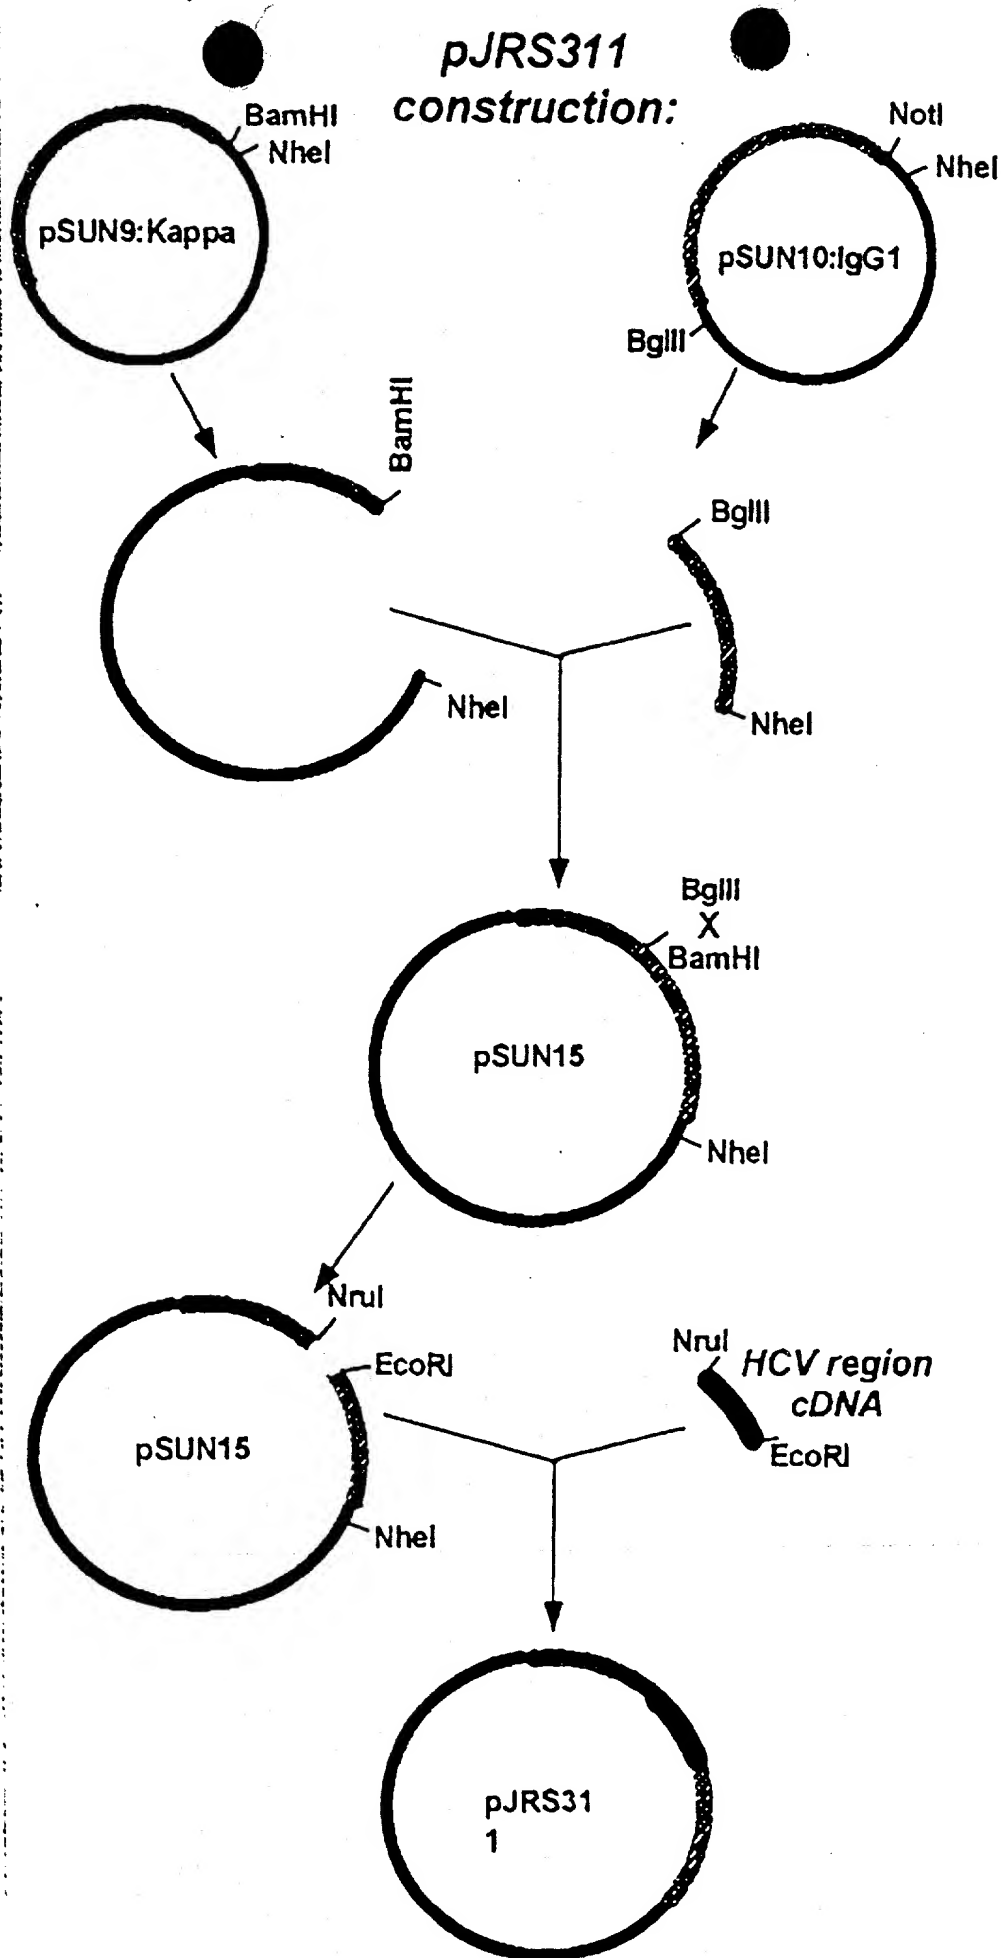 pJRS311
construction:
BamHI
NheI
pSUN9:Kappa
NotI
NheI
pSUN10:IgG1
BglII
BamHI
NheI
BglII
NheI
BglII
X
BamHI
pSUN15
NheI
NruI
EcoRI
pSUN15
NheI
NruI
HCV region
cDNA
EcoRI
pJRS31
1